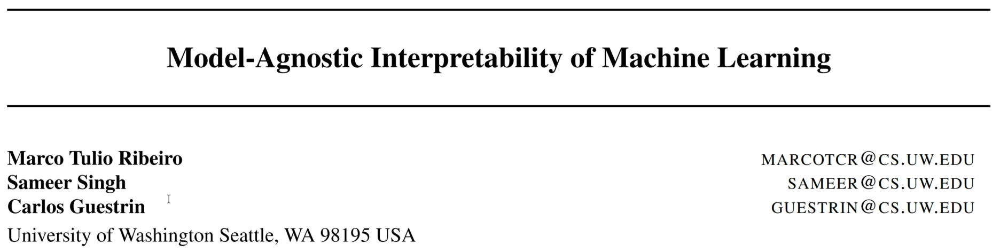 Model-Agnostic Interpretability of Machine Learning
Marco Tulio Ribeiro MARCOTCR@CS.UW.EDU
Sameer Singh SAMEER@CS.UW.EDU
Carlos Guestrin GUESTRIN@CS.UW.EDU
University of Washington Seattle, WA 98195 USA